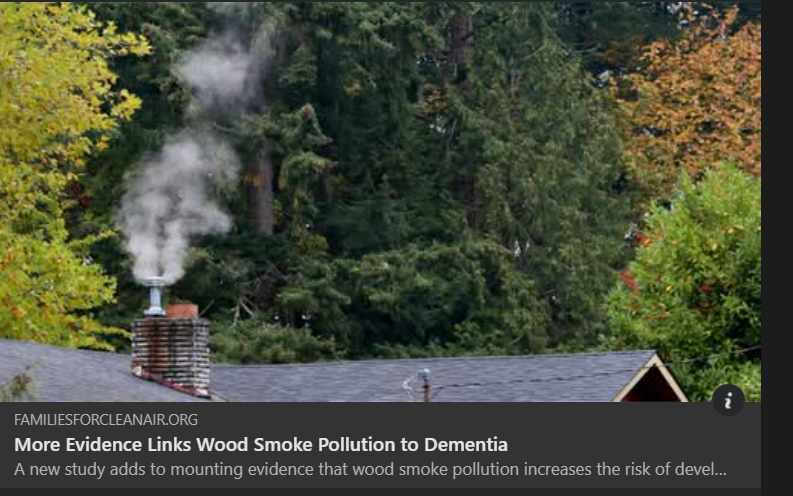 FAMILIESFORCLEANAIR.ORG
More Evidence Links Wood Smoke Pollution to Dementia
A new study adds to mounting evidence that wood smoke pollution increases the risk of devel...